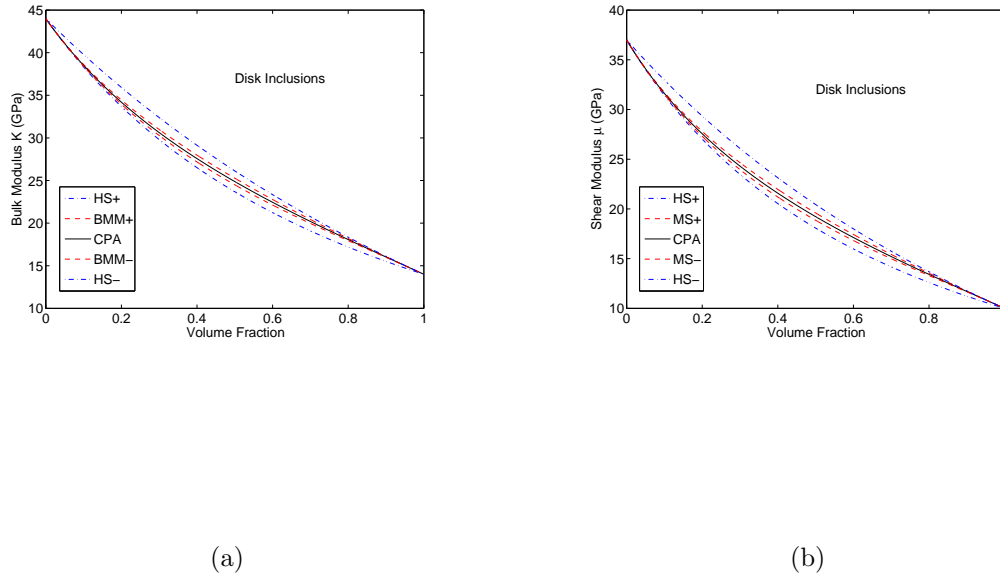 45
40
35
30
25
20
15
10
0
0.2
0.4
0.6
0.8
1
Bulk Modulus K (GPa)
Volume Fraction
Disk Inclusions
HS+
BMM+
CPA
BMM−
HS−
(a)
40
35
30
25
20
15
10
0
0.2
0.4
0.6
0.8
Shear Modulus μ (GPa)
Volume Fraction
Disk Inclusions
HS+
MS+
CPA
MS−
HS−
(b)